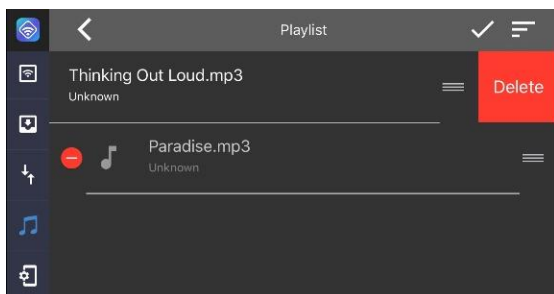 Playlist
Thinking Out Loud.mp3
Unknown
Delete
Paradise.mp3
Unknown